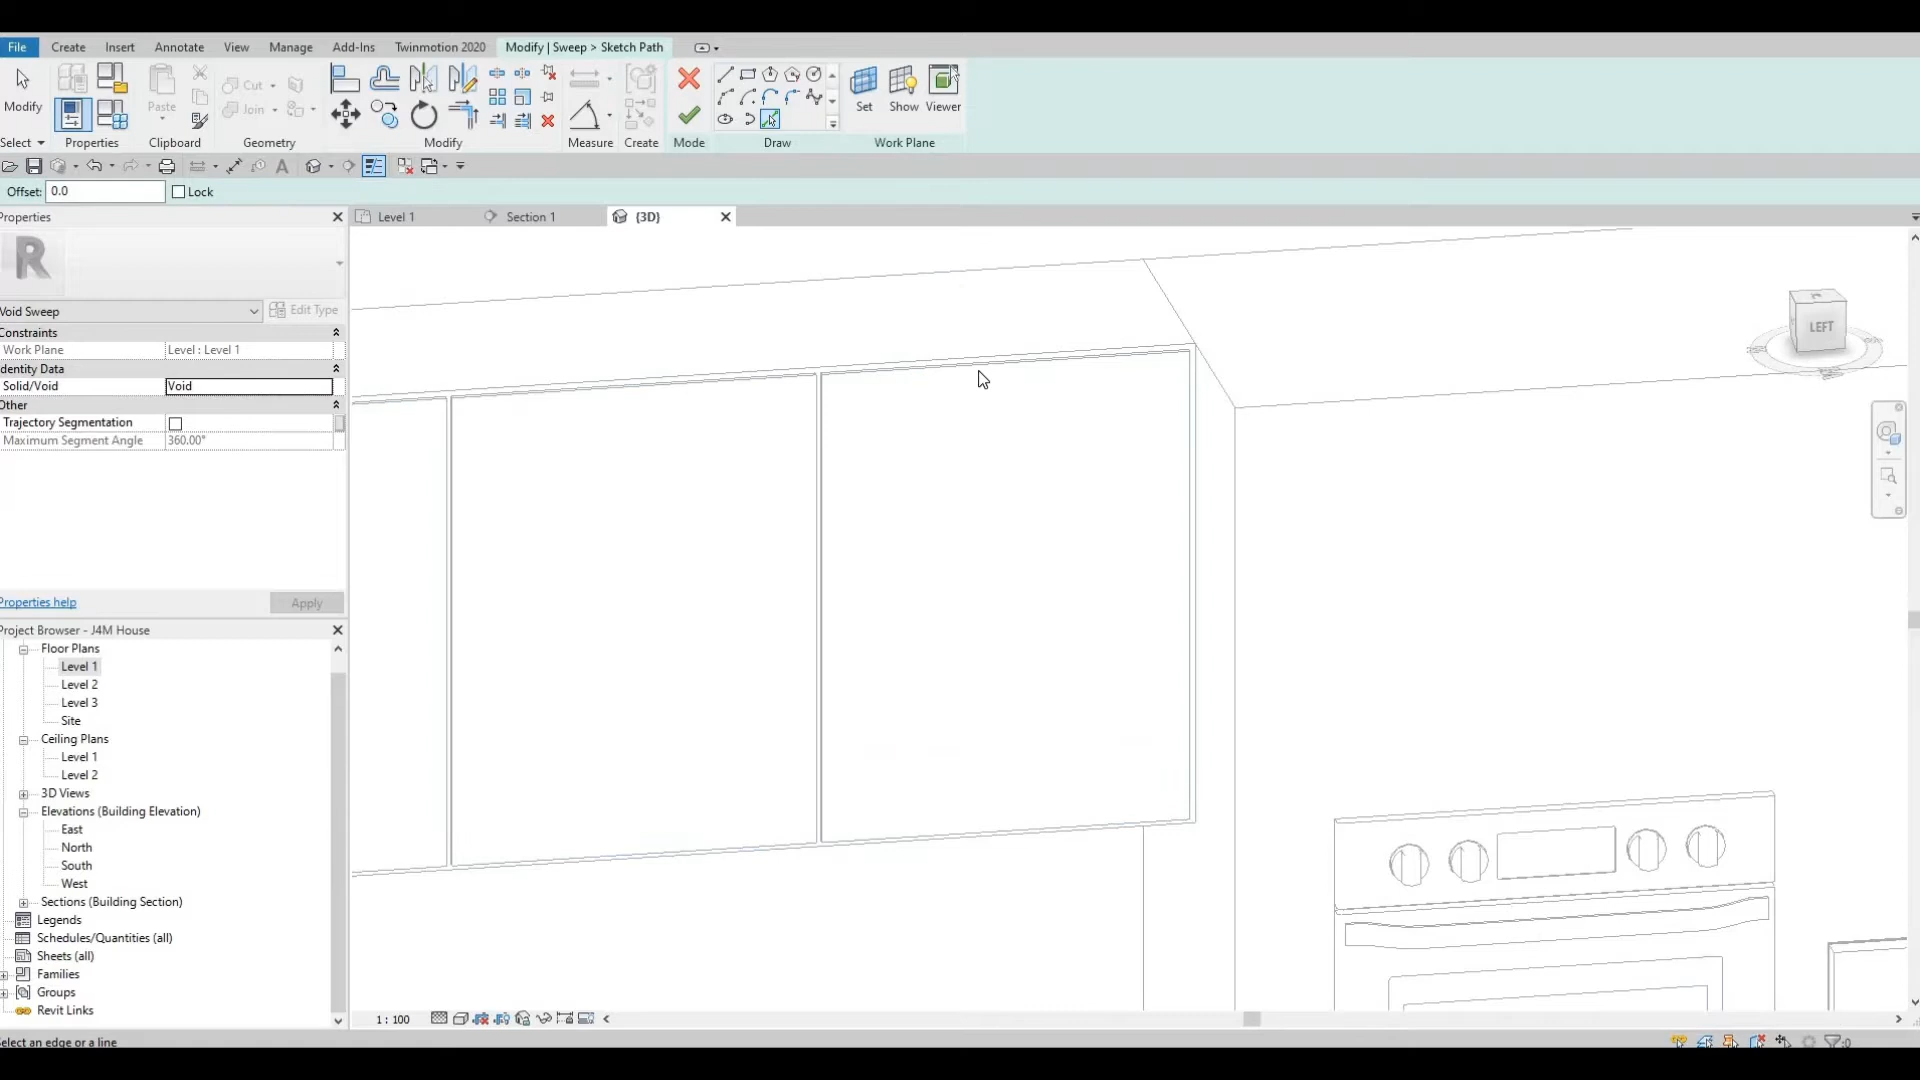 File Create Insert Annotate View Manage Add-Ins Twinmotion 2020 Modify | Sweep > Sketch Path
Modify Cut Join Paste Set Show Viewer
Select Properties Clipboard Geometry Modify Measure Create Mode Draw Work Plane
Offset: 0.0 Lock
Properties Level 1 Section 1 {3D}
R
Void Sweep Edit Type
Constraints
Work Plane Level : Level 1
Identity Data
Solid/Void Void
Other
Trajectory Segmentation
Maximum Segment Angle 360.00°
LEFT
Properties help Apply
Project Browser - J4M House
Floor Plans
Level 1
Level 2
Level 3
Site
Ceiling Plans
Level 1
Level 2
3D Views
Elevations (Building Elevation)
East
North
South
West
Sections (Building Section)
Legends
Schedules/Quantities (all)
Sheets (all)
Families
Groups
Revit Links
1 : 100
Select an edge or a line
:0